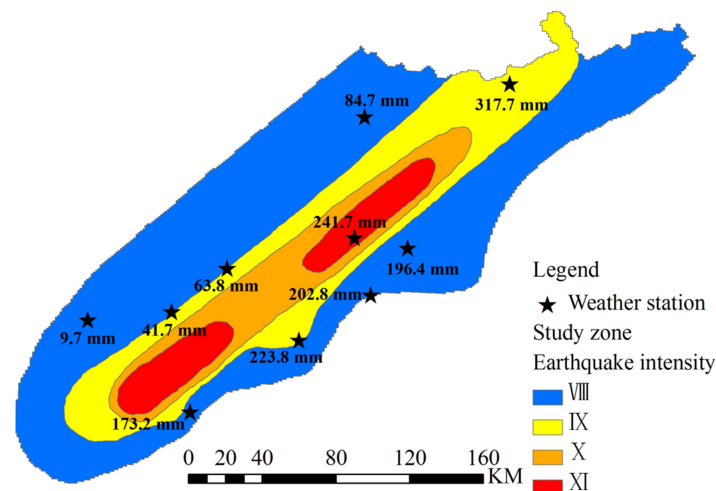 84.7 mm
317.7 mm
241.7 mm
196.4 mm
63.8 mm
202.8 mm
9.7 mm
41.7 mm
223.8 mm
173.2 mm
Legend
Weather station
Study zone
Earthquake intensity
Ⅷ
Ⅸ
Ⅹ
Ⅺ
0 20 40 80 120 160
KM